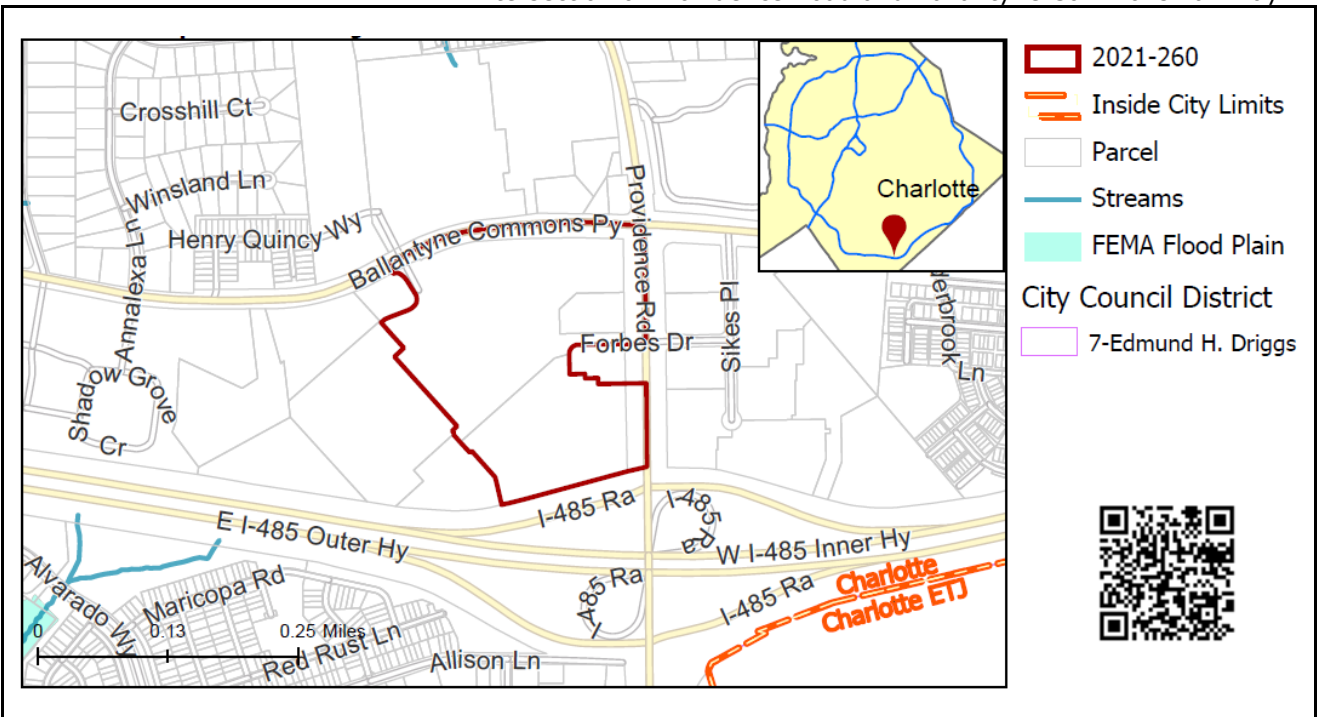 Crosshill Ct
Winsland Ln
Henry Quincy Wy
Annalexa Ln
Ballantyne Commons Py
Providence Rd
Forbes Dr
Sikes Pl
Ln
Shadow Grove
Cr
I-485 Ra
I-485 Ra
E I-485 Outer Hy
W I-485 Inner Hy
I-485 Ra
I-485 Ra
Charlotte
Charlotte ETJ
Alvarado Wy
Maricopa Rd
Red Rust Ln
Allison Ln
0 0.13 0.25 Miles
Charlotte
2021-260
Inside City Limits
Parcel
Streams
FEMA Flood Plain
City Council District
7-Edmund H. Driggs